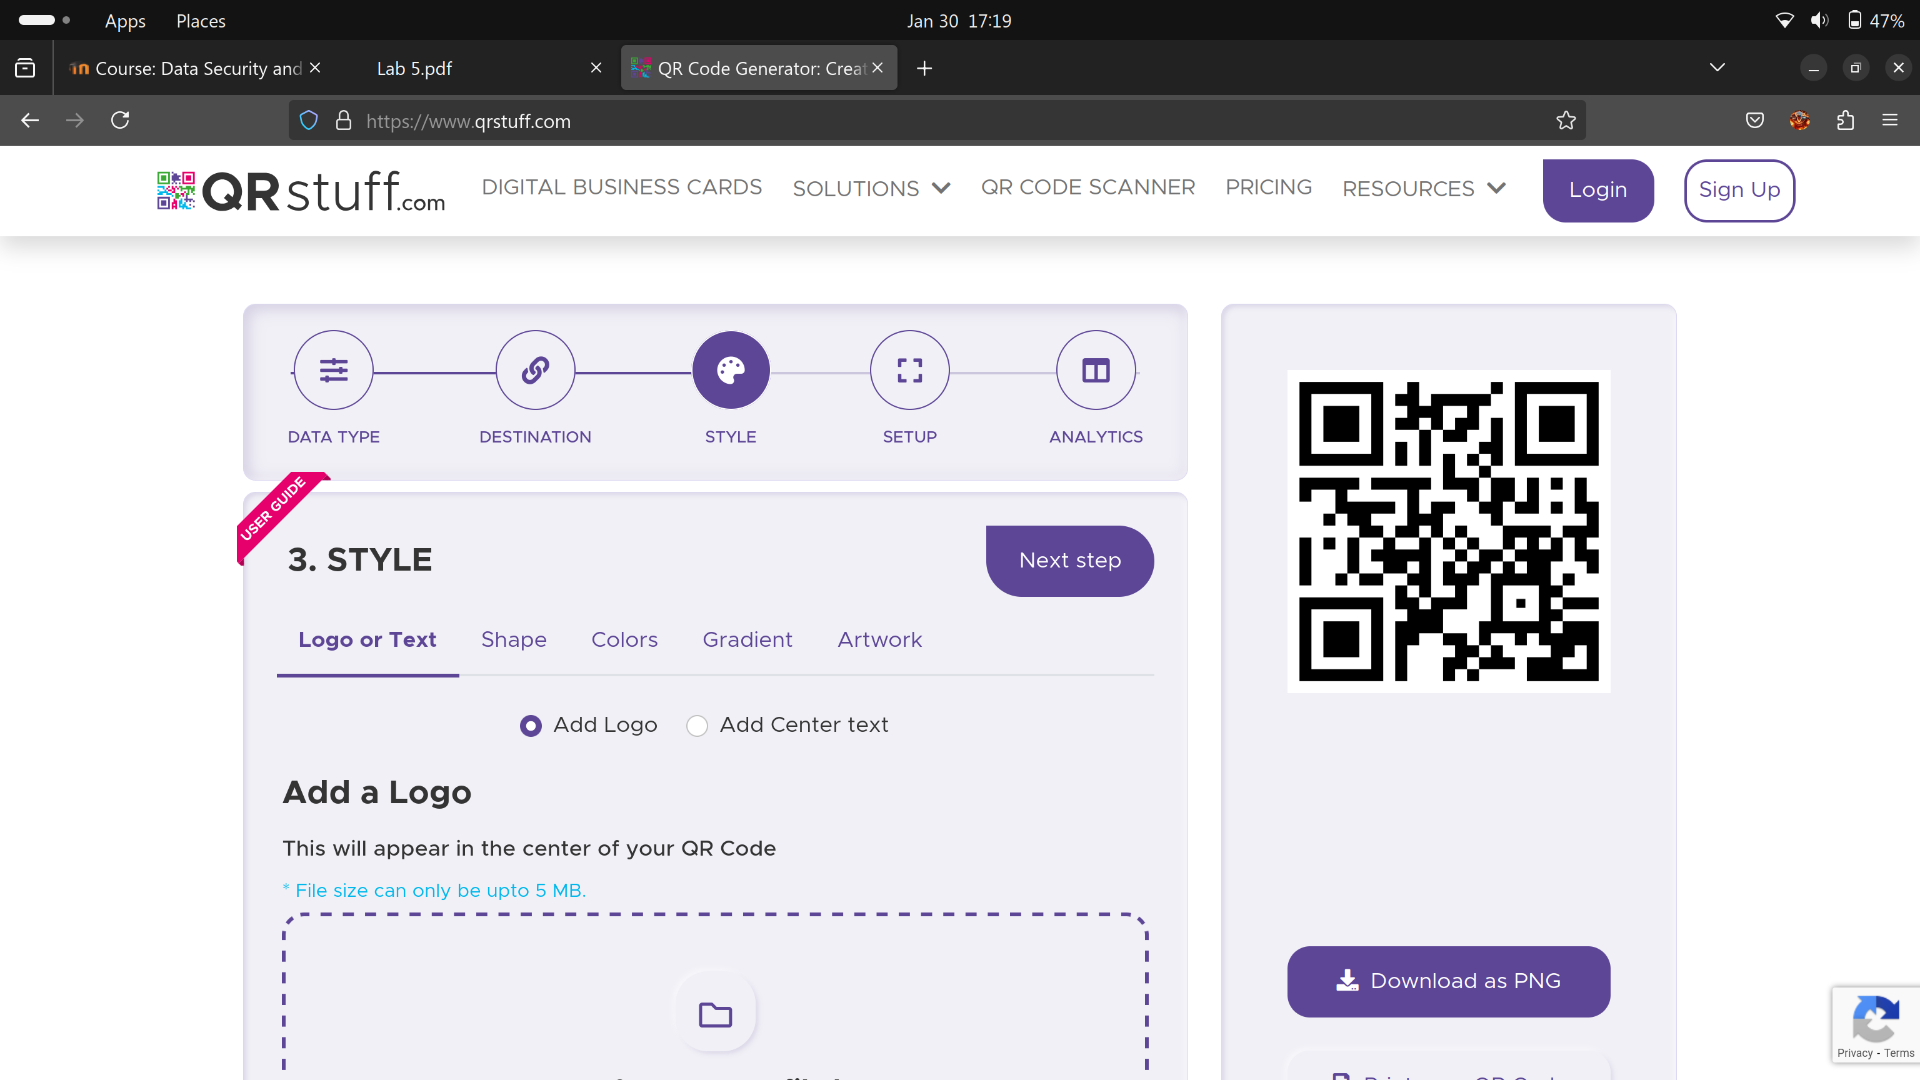 Apps Places Jan 30 17:19 47%
Course: Data Security and Lab 5.pdf QR Code Generator: Creat
https://www.qrstuff.com
QRstuff.com DIGITAL BUSINESS CARDS SOLUTIONS QR CODE SCANNER PRICING RESOURCES Login Sign Up
DATA TYPE DESTINATION STYLE SETUP ANALYTICS
USER GUIDE
3. STYLE Next step
Logo or Text Shape Colors Gradient Artwork
Add Logo Add Center text
Add a Logo
This will appear in the center of your QR Code
* File size can only be upto 5 MB.
Download as PNG
Privacy - Terms